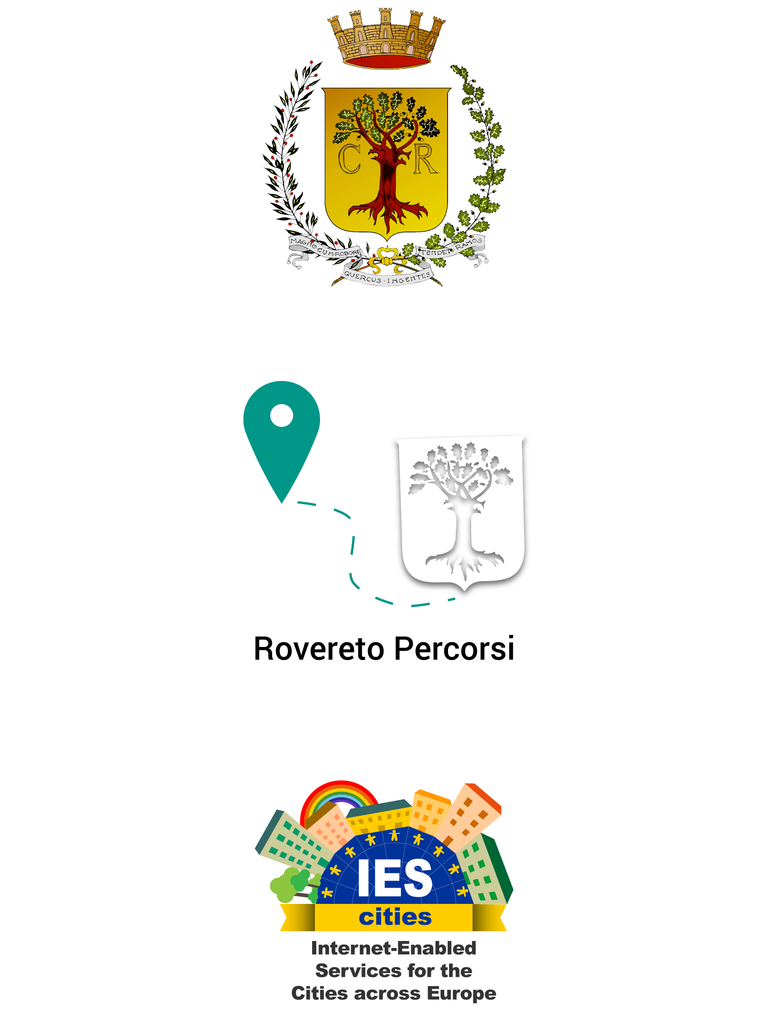 C R
MAGNO CUM ROBORE
QUERCUS · INGENTES
TENDET RAMOS
Rovereto Percorsi
IES
cities
Internet-Enabled
Services for the
Cities across Europe